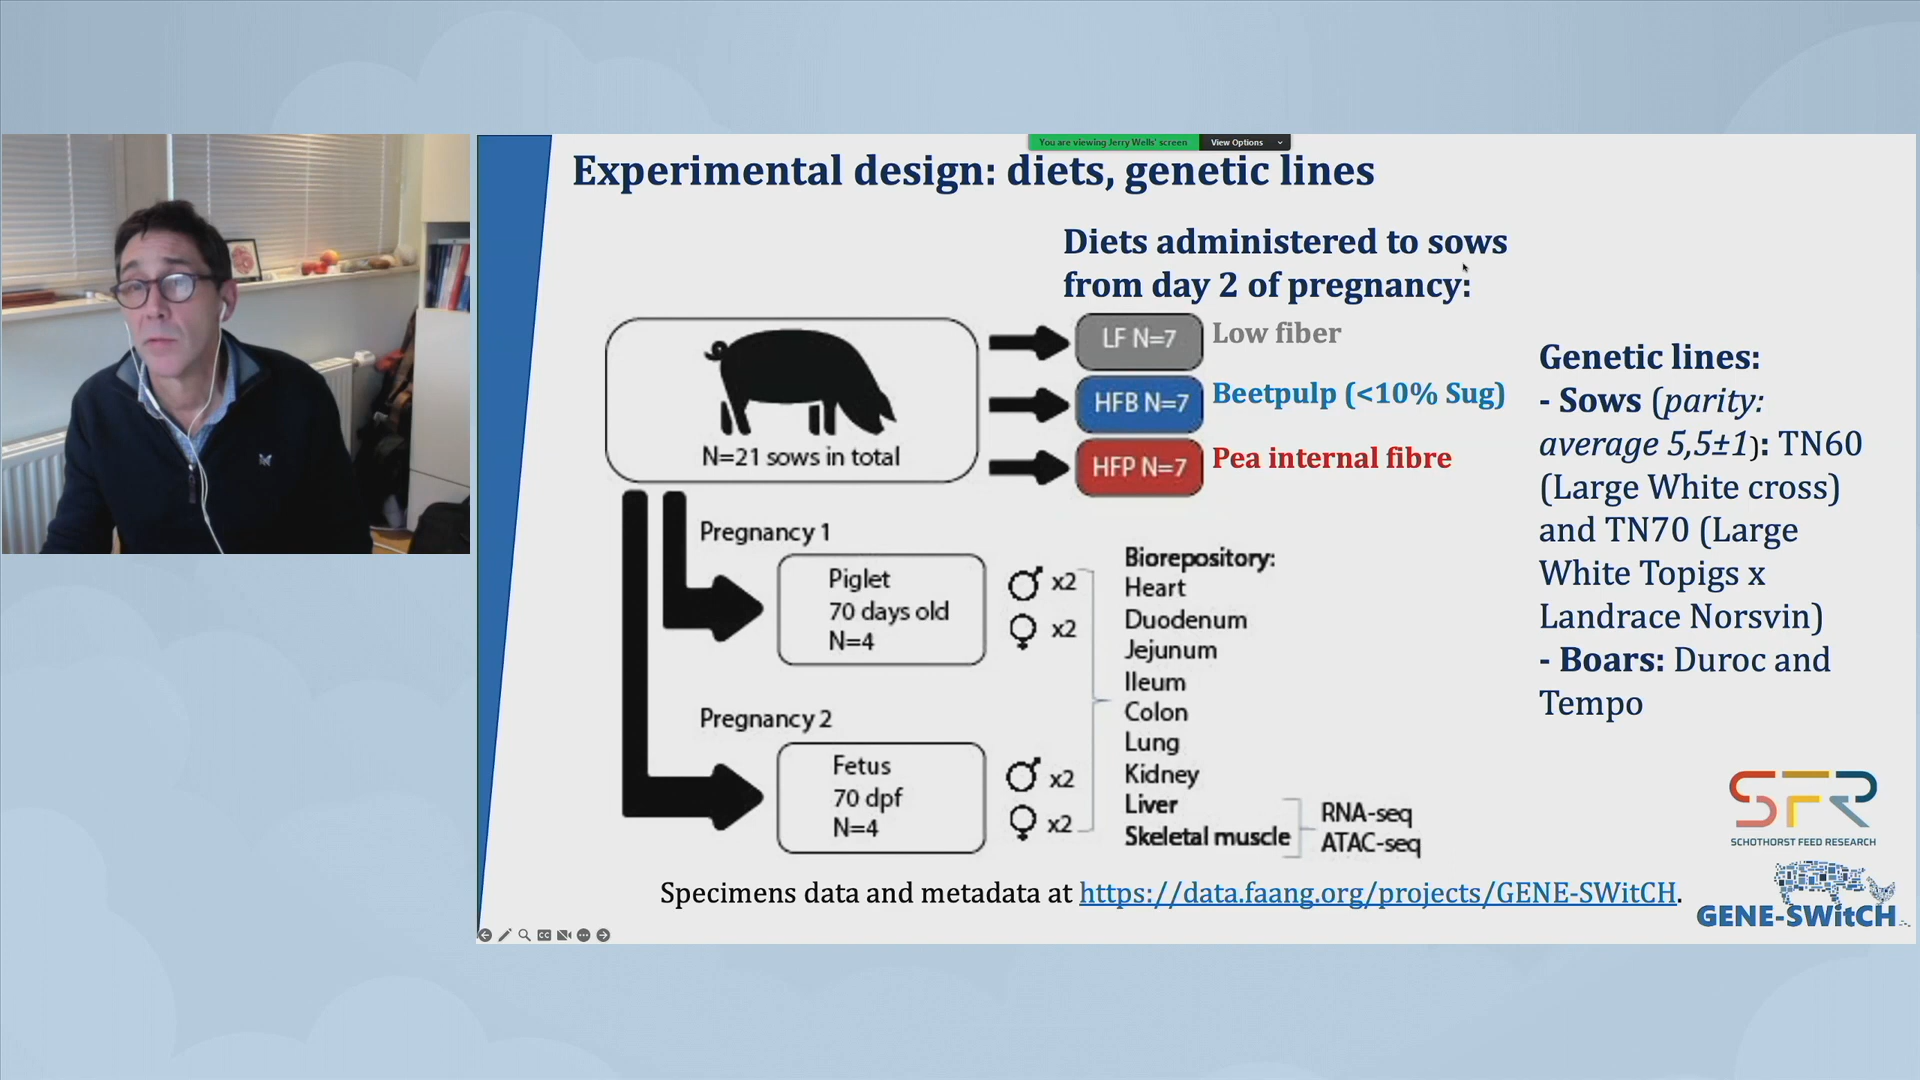 You are viewing Jerry Wells' screen
View Options
Experimental design: diets, genetic lines
Diets administered to sows
from day 2 of pregnancy:
LF N=7
Low fiber
HFB N=7
Beetpulp (<10% Sug)
HFP N=7
Pea internal fibre
N=21 sows in total
Genetic lines:
- Sows (parity:
average 5,5±1): TN60
(Large White cross)
and TN70 (Large
White Topigs x
Landrace Norsvin)
- Boars: Duroc and
Tempo
Pregnancy 1
Piglet
70 days old
N=4
♂ x2
♀ x2
Pregnancy 2
Fetus
70 dpf
N=4
♂ x2
♀ x2
Biorepository:
Heart
Duodenum
Jejunum
Ileum
Colon
Lung
Kidney
Liver
Skeletal muscle
RNA-seq
ATAC-seq
Specimens data and metadata at https://data.faang.org/projects/GENE-SWitCH.
SFR
SCHOTHORST FEED RESEARCH
GENE-SWitCH
CC